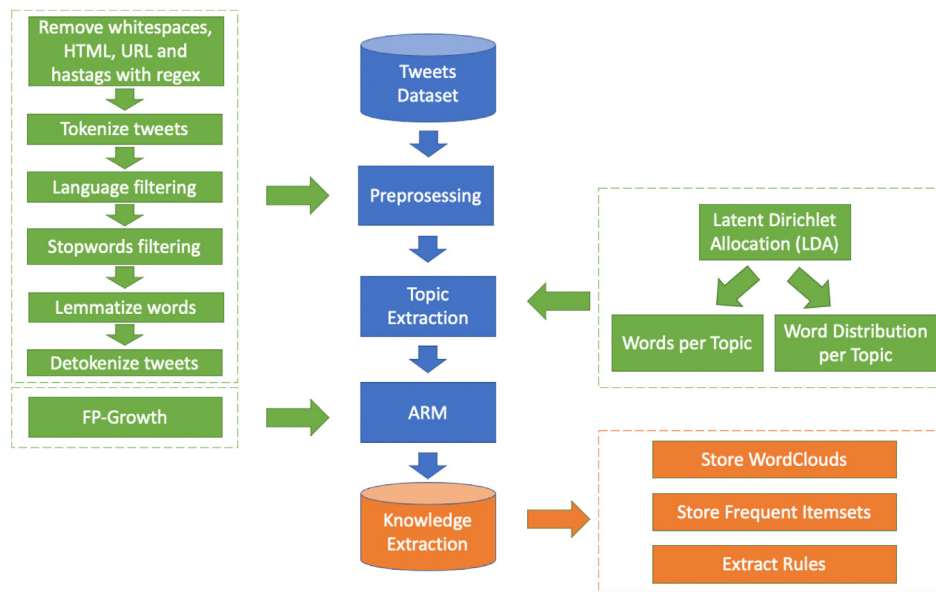 Remove whitespaces,
HTML, URL and
hastags with regex
Tokenize tweets
Language filtering
Stopwords filtering
Lemmatize words
Detokenize tweets
FP-Growth
Tweets
Dataset
Preprosessing
Topic
Extraction
ARM
Knowledge
Extraction
Latent Dirichlet
Allocation (LDA)
Words per Topic
Word Distribution
per Topic
Store WordClouds
Store Frequent Itemsets
Extract Rules